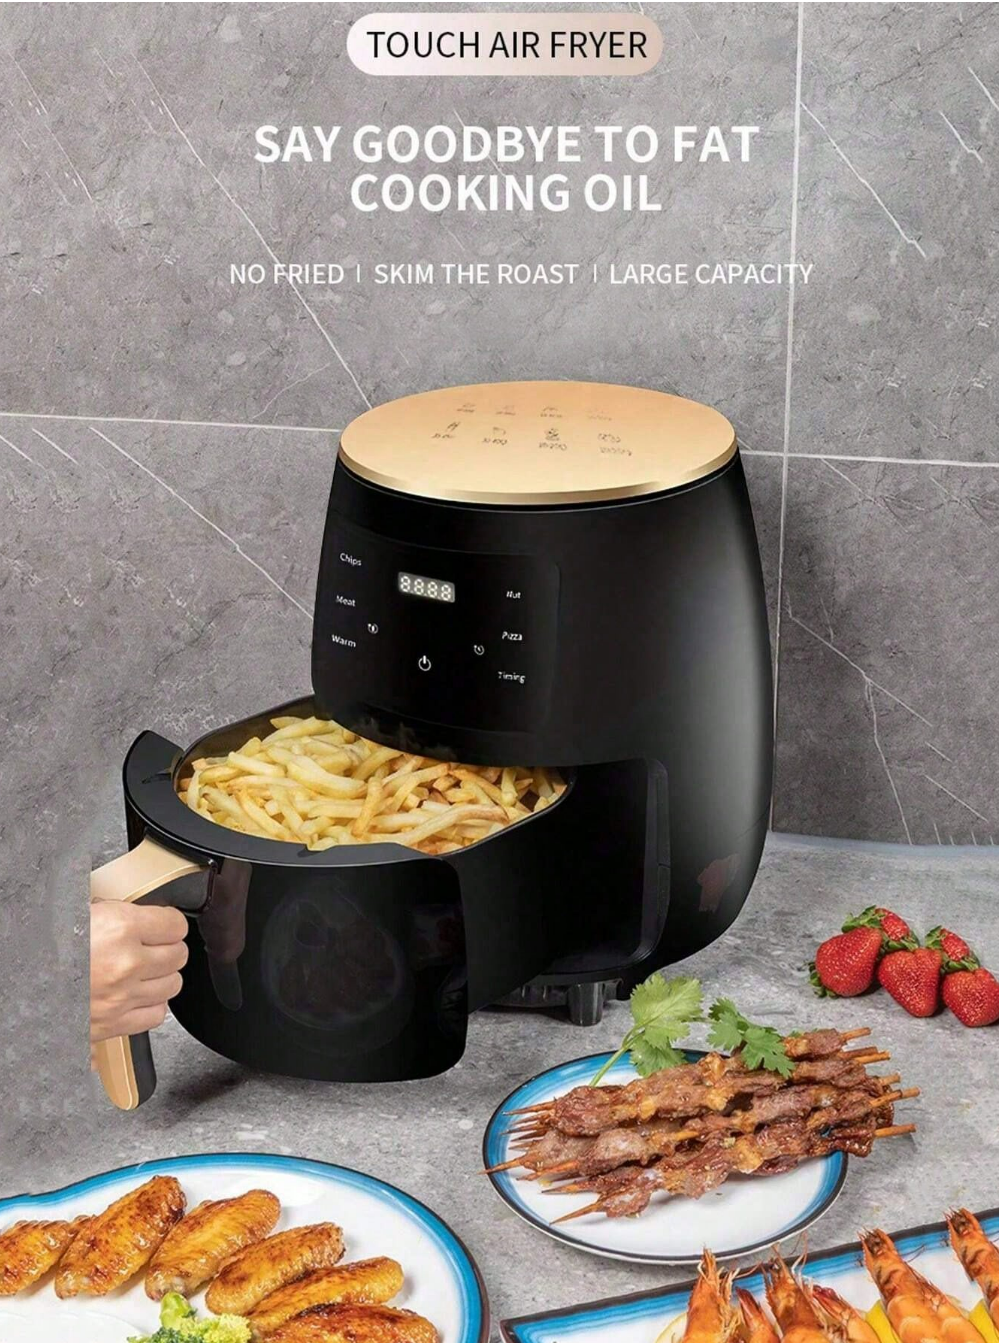 TOUCH AIR FRYER
SAY GOODBYE TO FAT
COOKING OIL
NO FRIED | SKIM THE ROAST | LARGE CAPACITY
Chips
8888
Nut
Meat
Pizza
Warm
Timing